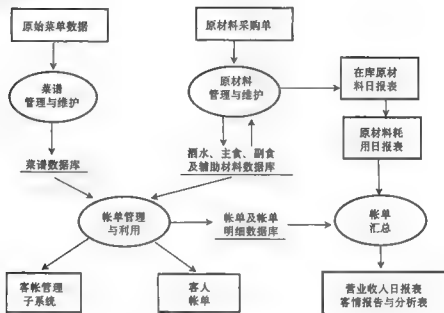 原始菜单数据
原材料采购单
菜谱
管理与维护
原材料
管理与维护
在库原材
料日报表
原材料耗
用日报表
菜谱数据库
酒水、主食、副食
及辅助材料数据库
帐单管理
与利用
帐单及帐单
明细数据库
帐单
汇总
客帐管理
子系统
客人
帐单
营业收人日报表
客情报告与分析表